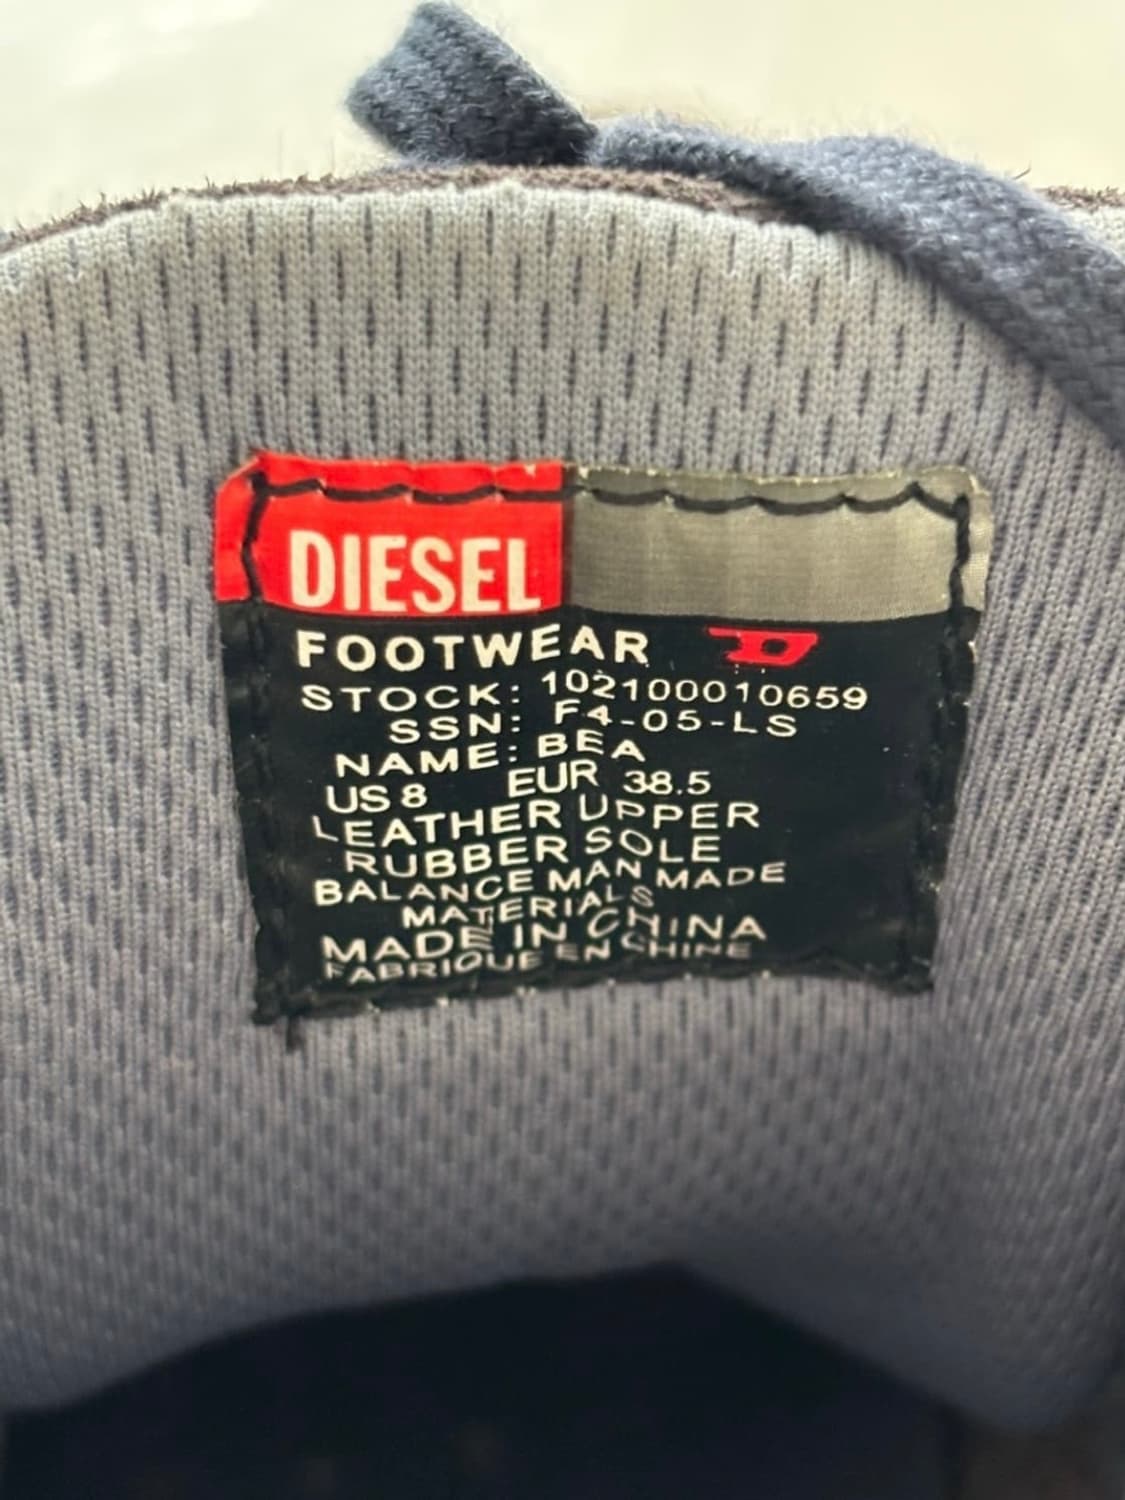 DIESEL
FOOTWEAR D
STOCK: 102100010659
SSN: F4-05-LS
NAME: BEA
US 8 EUR 38.5
LEATHER UPPER
RUBBER SOLE
BALANCE MAN MADE
MATERIALS
MADE IN CHINA
FABRIQUE EN CHINE